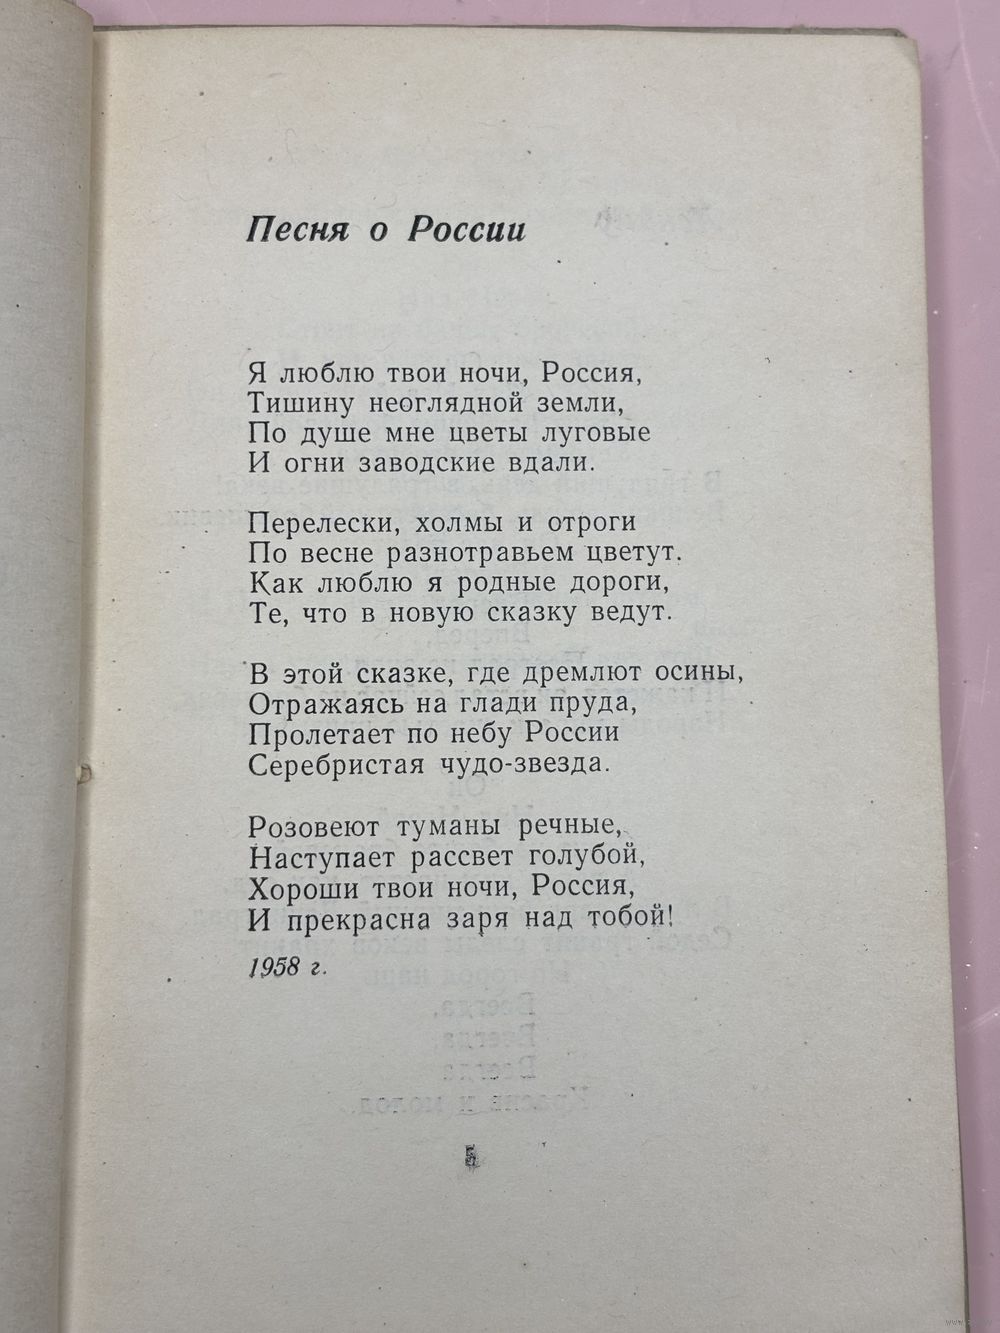 Песня о России
Я люблю твои ночи, Россия,
Тишину неоглядной земли,
По душе мне цветы луговые
И огни заводские вдали.
Перелески, холмы и отроги
По весне разнотравьем цветут.
Как люблю я родные дороги,
Те, что в новую сказку ведут.
В этой сказке, где дремлют осины,
Отражаясь на глади пруда,
Пролетает по небу России
Серебристая чудо-звезда.
Розовеют туманы речные,
Наступает рассвет голубой,
Хороши твои ночи, Россия,
И прекрасна заря над тобой!
1958 г.
5